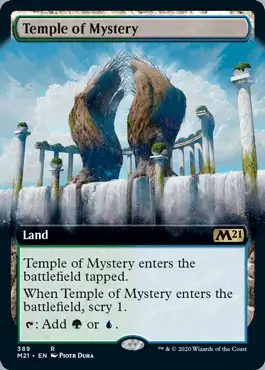 Temple of Mystery
Land
M21
Temple of Mystery enters the
battlefield tapped.
When Temple of Mystery enters the
battlefield, scry 1.
: Add or .
389 R
M21 • EN Piotr Dura
™ & © 2020 Wizards of the Coast